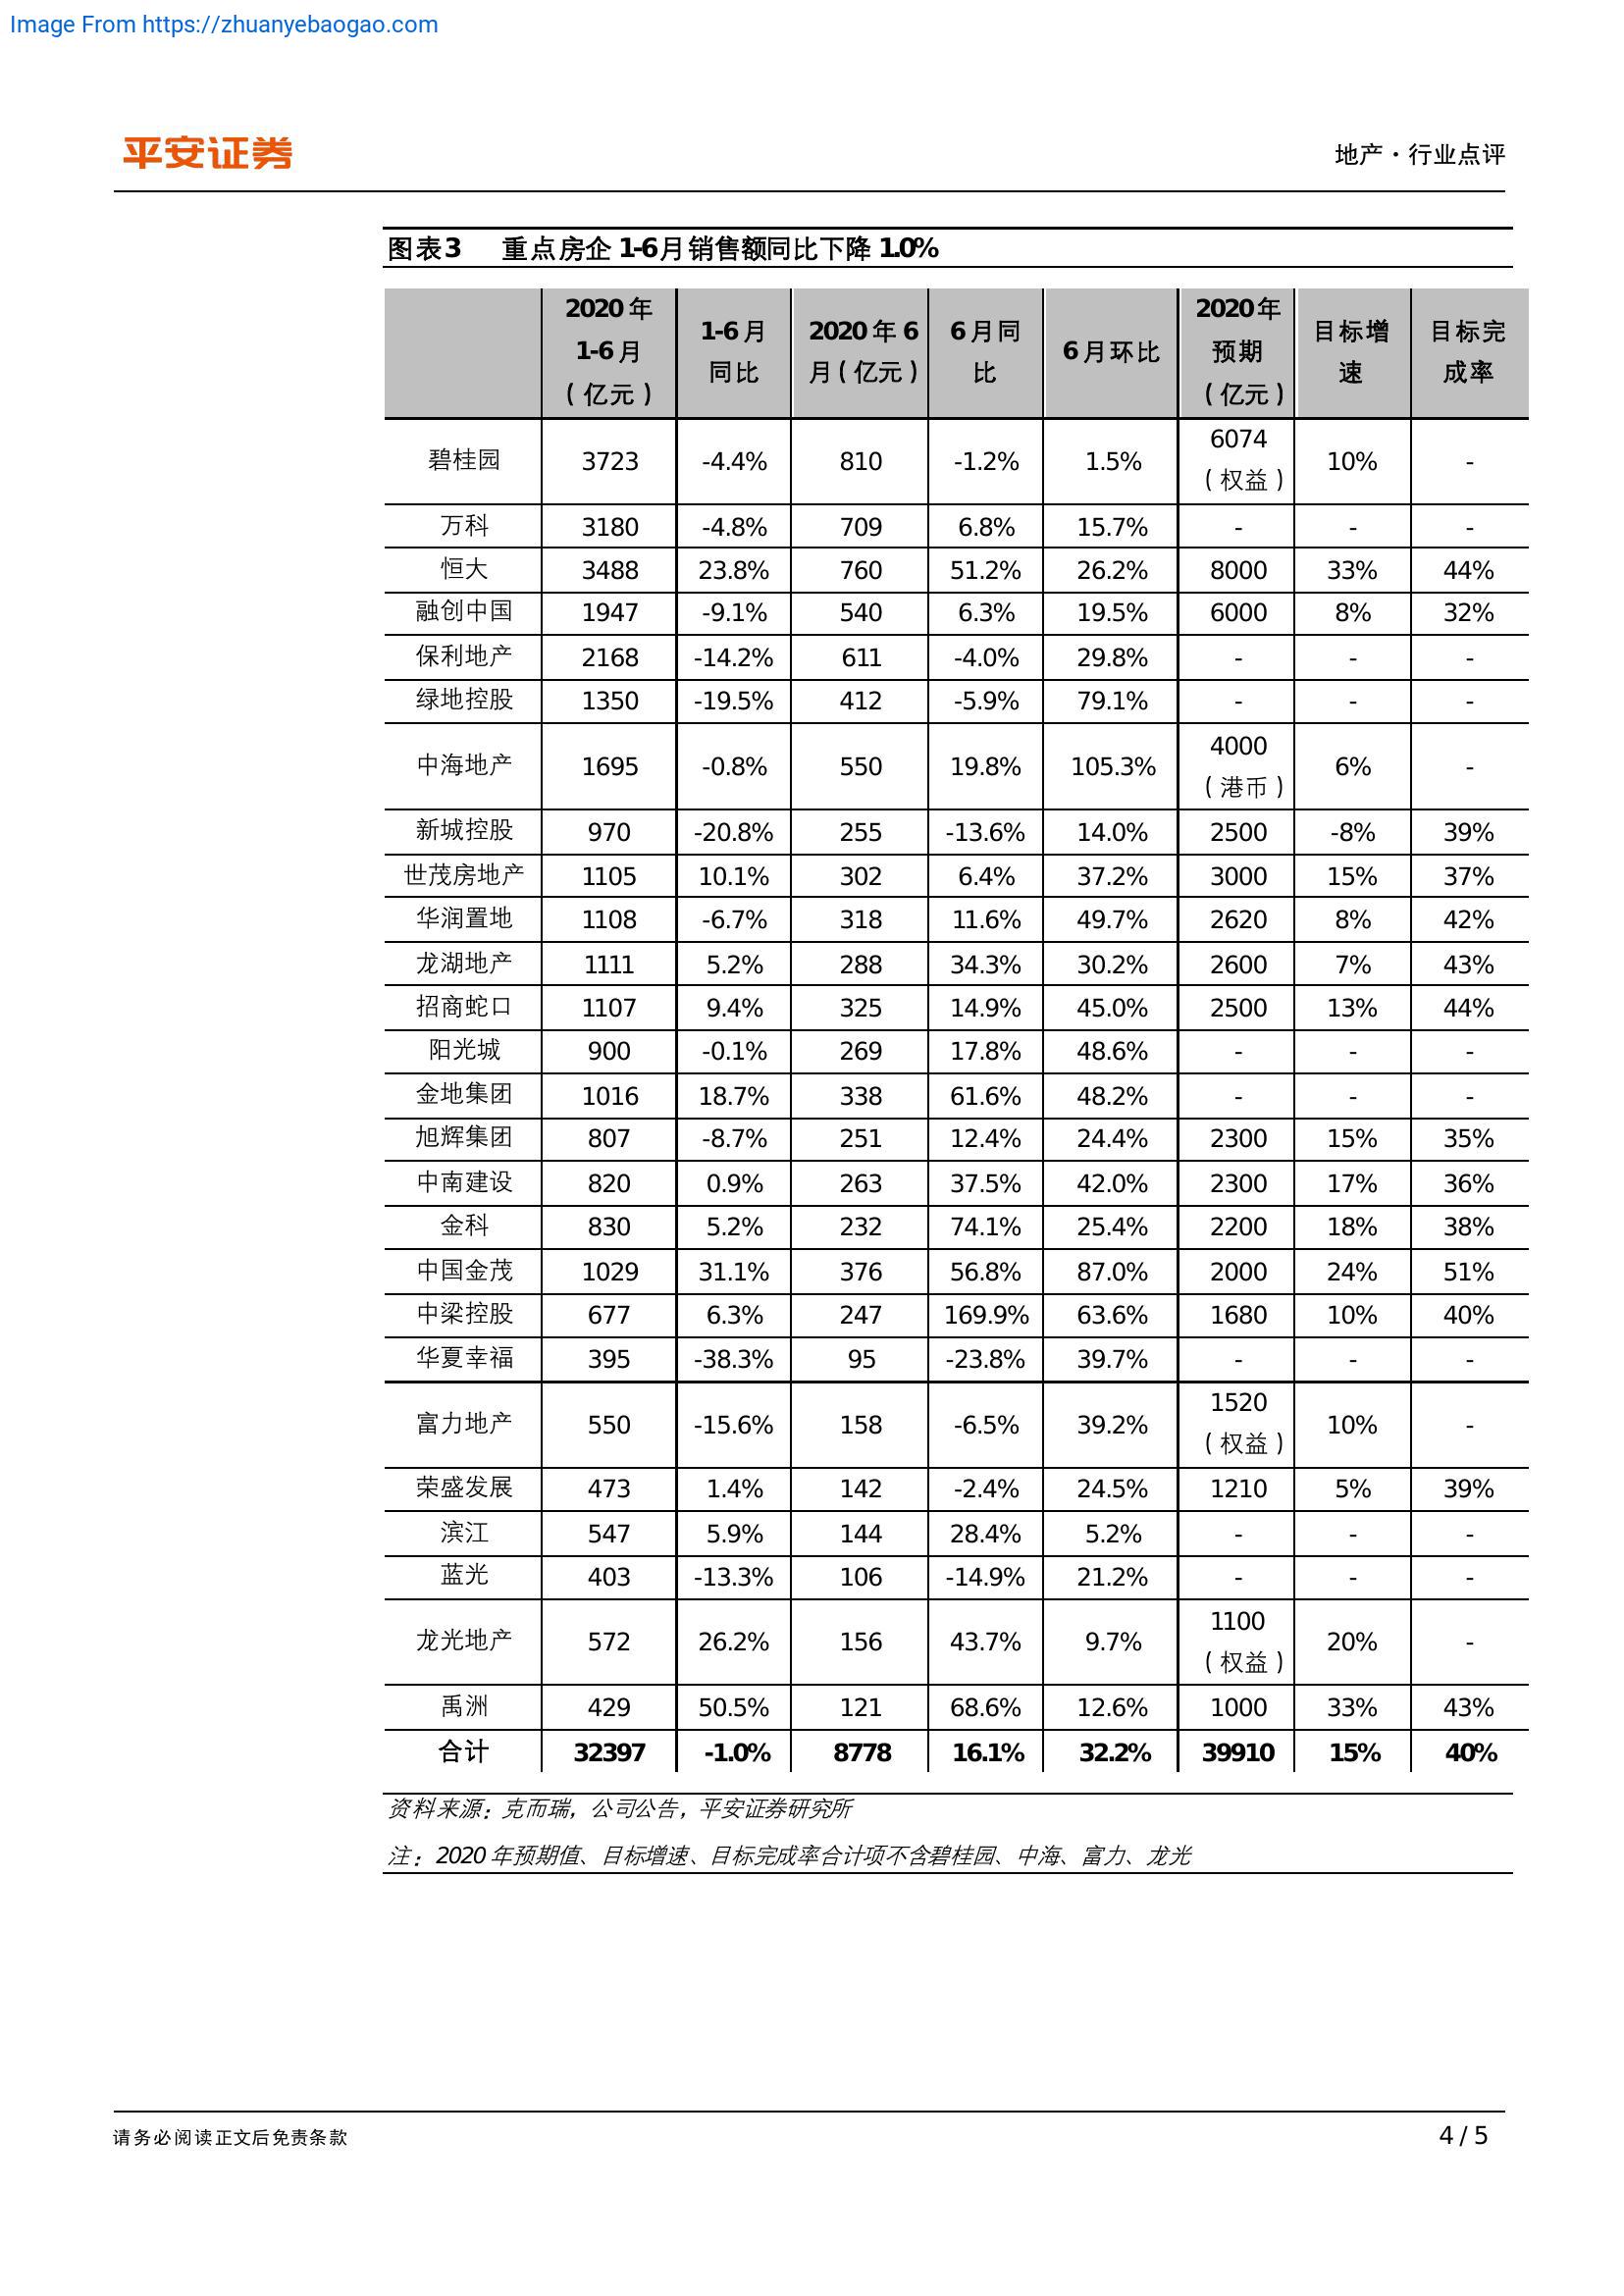 Image From https://zhuanyebaogao.com
平安证券
地产·行业点评
图表3 重点房企 1-6月销售额同比下降 1.0%
2020 年 1-6 月（亿元） 1-6 月同比 2020 年 6 月（亿元） 6 月同比 6 月环比 2020 年预期（亿元） 目标增速 目标完成率
碧桂园 3723 -4.4% 810 -1.2% 1.5% 6074（权益） 10% -
万科 3180 -4.8% 709 6.8% 15.7% - - -
恒大 3488 23.8% 760 51.2% 26.2% 8000 33% 44%
融创中国 1947 -9.1% 540 6.3% 19.5% 6000 8% 32%
保利地产 2168 -14.2% 611 -4.0% 29.8% - - -
绿地控股 1350 -19.5% 412 -5.9% 79.1% - - -
中海地产 1695 -0.8% 550 19.8% 105.3% 4000（港币） 6% -
新城控股 970 -20.8% 255 -13.6% 14.0% 2500 -8% 39%
世茂房地产 1105 10.1% 302 6.4% 37.2% 3000 15% 37%
华润置地 1108 -6.7% 318 11.6% 49.7% 2620 8% 42%
龙湖地产 1111 5.2% 288 34.3% 30.2% 2600 7% 43%
招商蛇口 1107 9.4% 325 14.9% 45.0% 2500 13% 44%
阳光城 900 -0.1% 269 17.8% 48.6% - - -
金地集团 1016 18.7% 338 61.6% 48.2% - - -
旭辉集团 807 -8.7% 251 12.4% 24.4% 2300 15% 35%
中南建设 820 0.9% 263 37.5% 42.0% 2300 17% 36%
金科 830 5.2% 232 74.1% 25.4% 2200 18% 38%
中国金茂 1029 31.1% 376 56.8% 87.0% 2000 24% 51%
中梁控股 677 6.3% 247 169.9% 63.6% 1680 10% 40%
华夏幸福 395 -38.3% 95 -23.8% 39.7% - - -
富力地产 550 -15.6% 158 -6.5% 39.2% 1520（权益） 10% -
荣盛发展 473 1.4% 142 -2.4% 24.5% 1210 5% 39%
滨江 547 5.9% 144 28.4% 5.2% - - -
蓝光 403 -13.3% 106 -14.9% 21.2% - - -
龙光地产 572 26.2% 156 43.7% 9.7% 1100（权益） 20% -
禹洲 429 50.5% 121 68.6% 12.6% 1000 33% 43%
合计 32397 -1.0% 8778 16.1% 32.2% 39910 15% 40%
资料来源：克而瑞，公司公告，平安证券研究所
注：2020 年预期值、目标增速、目标完成率合计项不含碧桂园、中海、富力、龙光
请务必阅读正文后免责条款
4 / 5